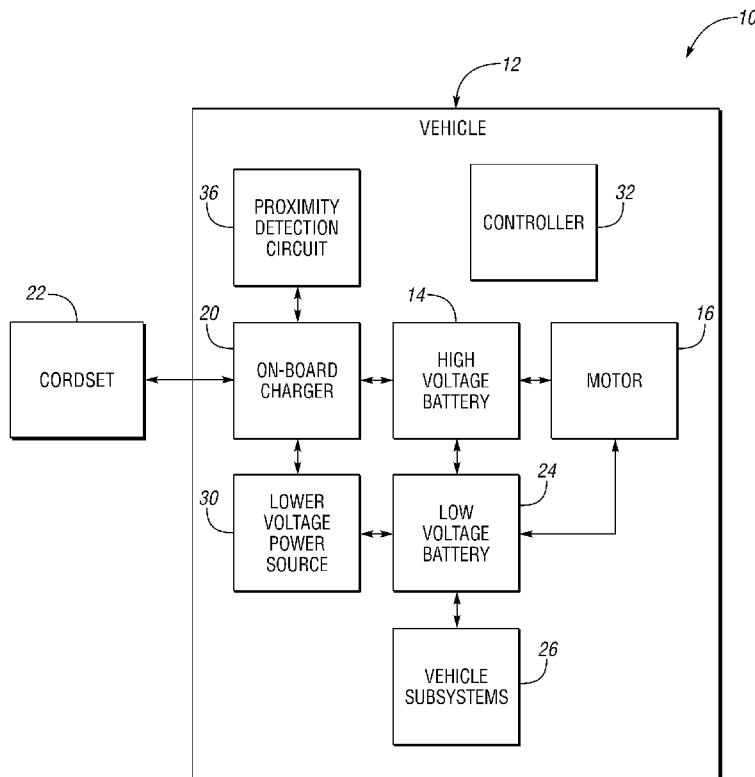 10
12
VEHICLE
36
PROXIMITY
DETECTION
CIRCUIT
CONTROLLER
32
22
CORDSET
20
ON-BOARD
CHARGER
14
HIGH
VOLTAGE
BATTERY
16
MOTOR
30
LOWER
VOLTAGE
POWER
SOURCE
24
LOW
VOLTAGE
BATTERY
VEHICLE
SUBSYSTEMS
26